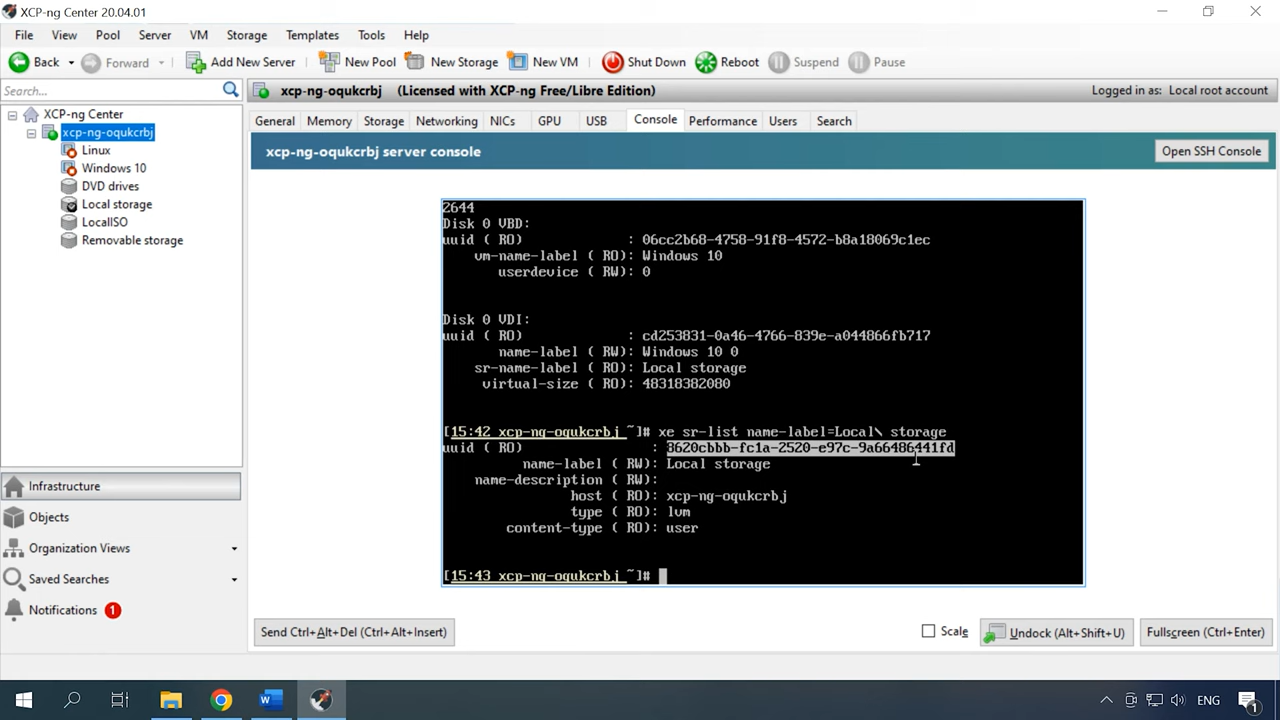 XCP-ng Center 20.04.01
File View Pool Server VM Storage Templates Tools Help
Back Forward Add New Server New Pool New Storage New VM Shut Down Reboot Suspend Pause
Search...
xcp-ng-oqukcrbj (Licensed with XCP-ng Free/Libre Edition) Logged in as: Local root account
XCP-ng Center
xcp-ng-oqukcrbj
Linux
Windows 10
DVD drives
Local storage
LocalISO
Removable storage
General Memory Storage Networking NICs GPU USB Console Performance Users Search
xcp-ng-oqukcrbj server console Open SSH Console
2644
Disk 0 VBD:
uuid ( RO) : 06cc2b68-4758-91f8-4572-b8a18069c1ec
vm-name-label ( RO): Windows 10
userdevice ( RW): 0
Disk 0 VDI:
uuid ( RO) : cd253831-0a46-4766-839e-a044866fb717
name-label ( RW): Windows 10 0
sr-name-label ( RO): Local storage
virtual-size ( RO): 48318382080
[15:42 xcp-ng-oqukcrbj ~]# xe sr-list name-label=Local\ storage
uuid ( RO) : 8620cbbb-fc1a-2520-e97c-9a66486441fd
name-label ( RW): Local storage
name-description ( RW):
host ( RO): xcp-ng-oqukcrbj
type ( RO): lvm
content-type ( RO): user
[15:43 xcp-ng-oqukcrbj ~]#
Infrastructure
Objects
Organization Views
Saved Searches
Notifications 1
Send Ctrl+Alt+Del (Ctrl+Alt+Insert) Scale Undock (Alt+Shift+U) Fullscreen (Ctrl+Enter)
ENG 1